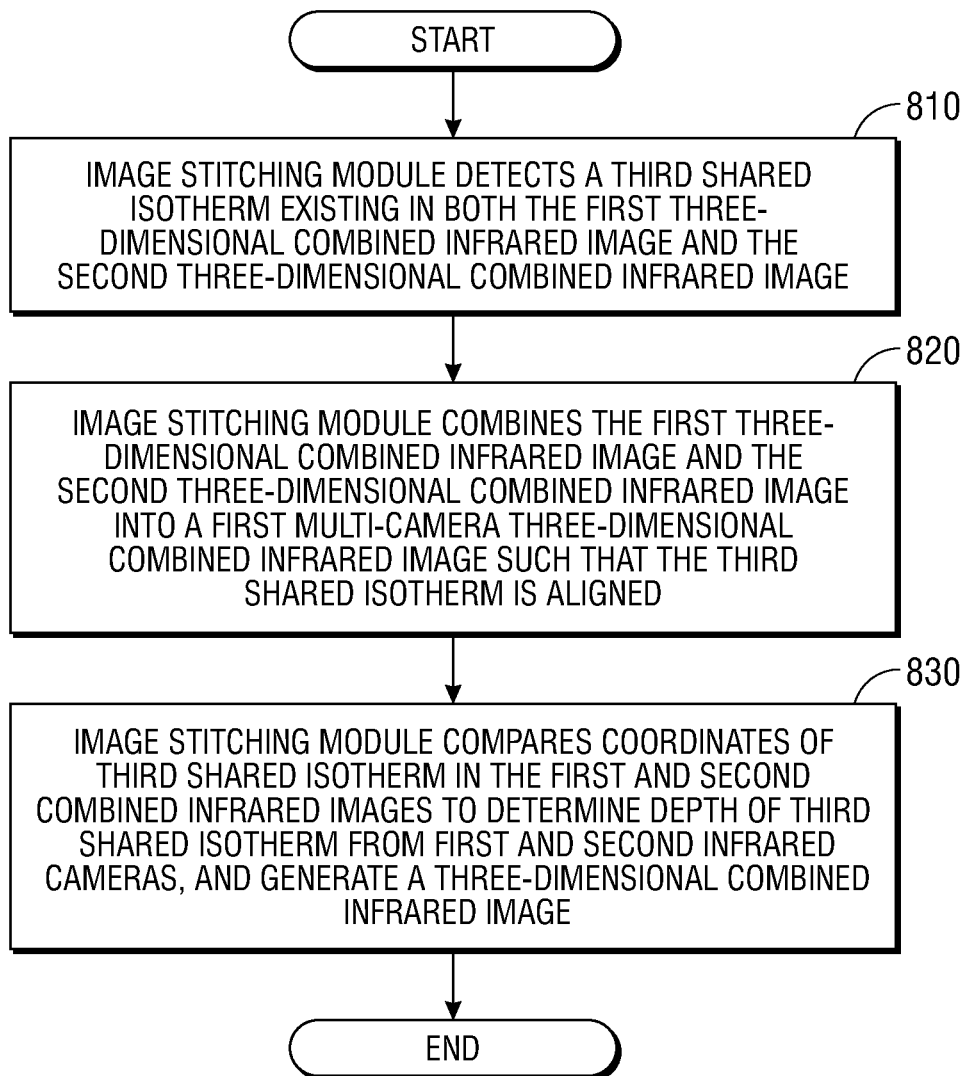 START
810
IMAGE STITCHING MODULE DETECTS A THIRD SHARED
ISOTHERM EXISTING IN BOTH THE FIRST THREE-
DIMENSIONAL COMBINED INFRARED IMAGE AND THE
SECOND THREE-DIMENSIONAL COMBINED INFRARED IMAGE
820
IMAGE STITCHING MODULE COMBINES THE FIRST THREE-
DIMENSIONAL COMBINED INFRARED IMAGE AND THE
SECOND THREE-DIMENSIONAL COMBINED INFRARED IMAGE
INTO A FIRST MULTI-CAMERA THREE-DIMENSIONAL
COMBINED INFRARED IMAGE SUCH THAT THE THIRD
SHARED ISOTHERM IS ALIGNED
830
IMAGE STITCHING MODULE COMPARES COORDINATES OF
THIRD SHARED ISOTHERM IN THE FIRST AND SECOND
COMBINED INFRARED IMAGES TO DETERMINE DEPTH OF THIRD
SHARED ISOTHERM FROM FIRST AND SECOND INFRARED
CAMERAS, AND GENERATE A THREE-DIMENSIONAL COMBINED
INFRARED IMAGE
END